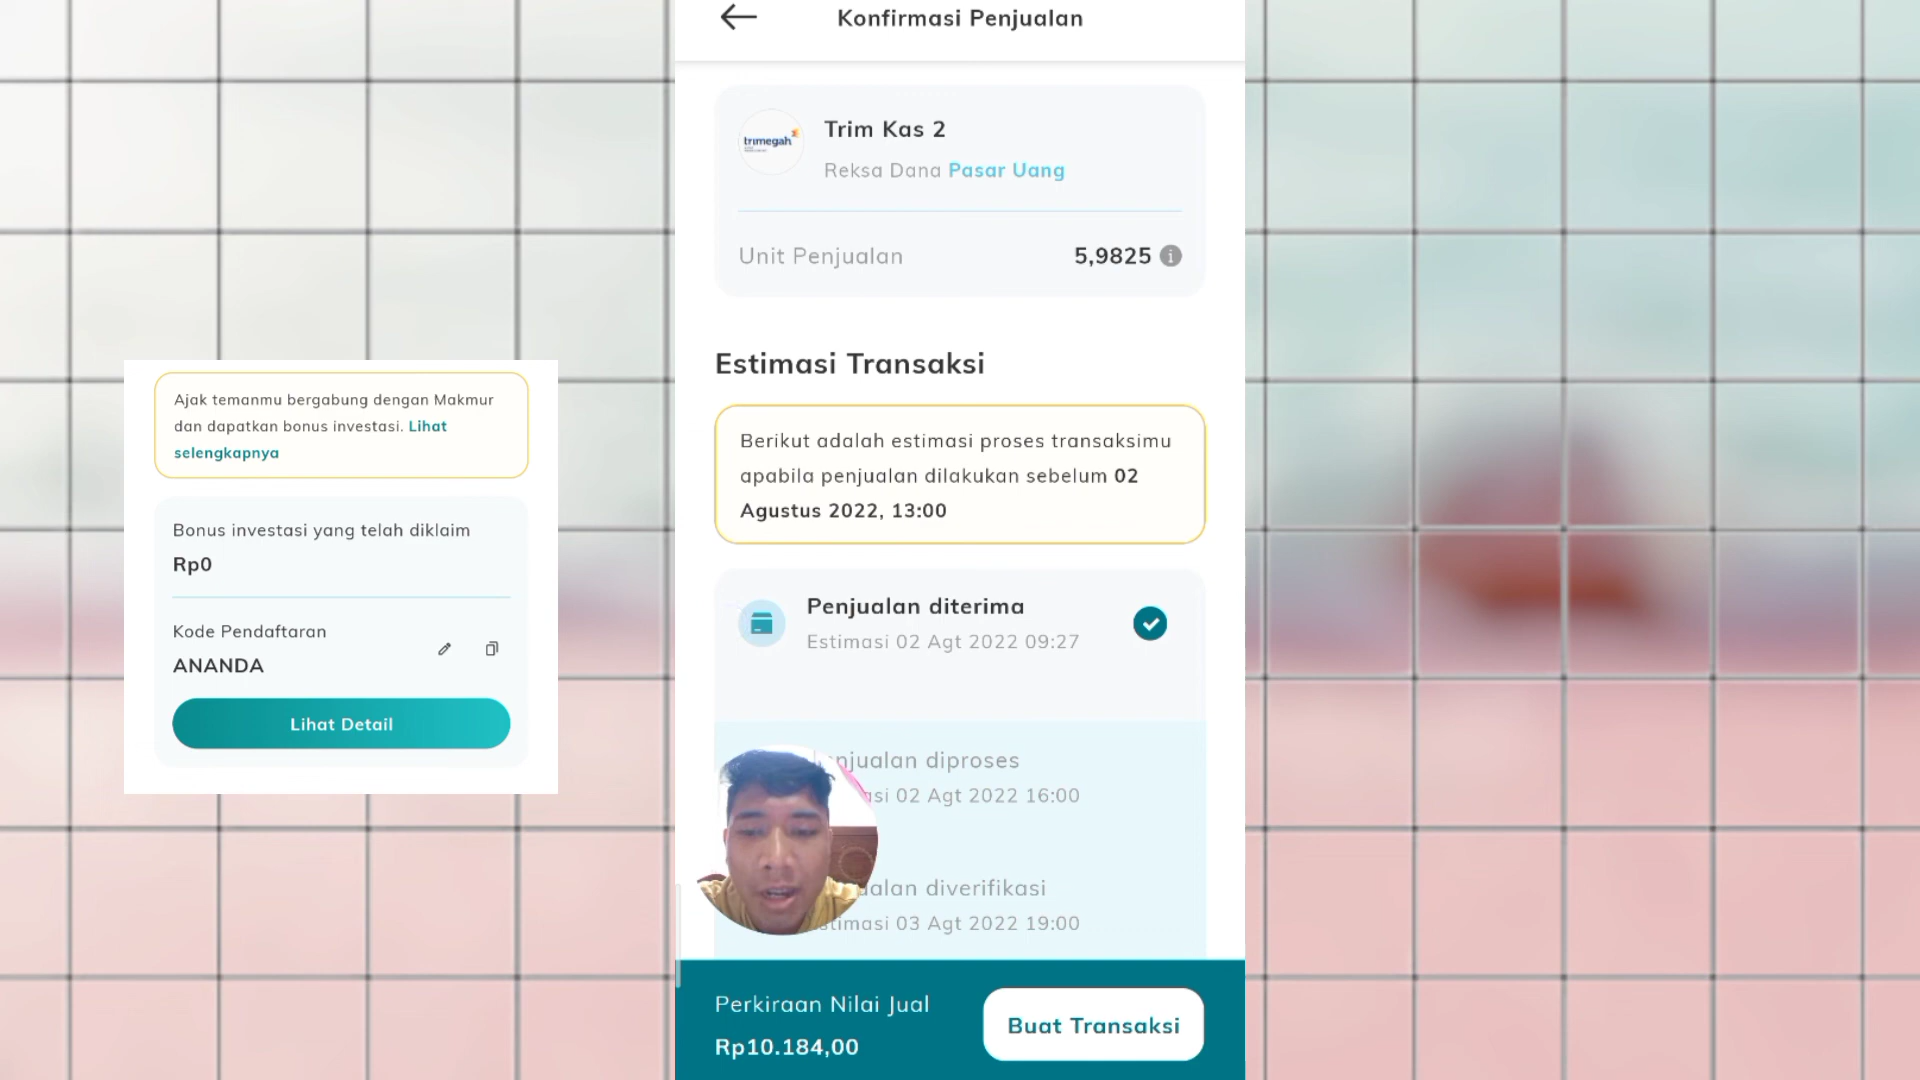 Konfirmasi Penjualan
trimegah
Trim Kas 2
Reksa Dana Pasar Uang
Unit Penjualan
5,9825
Estimasi Transaksi
Berikut adalah estimasi proses transaksimu
apabila penjualan dilakukan sebelum 02
Agustus 2022, 13:00
Penjualan diterima
Estimasi 02 Agt 2022 09:27
diproses
02 Agt 2022 16:00
diverifikasi
03 Agt 2022 19:00
Perkiraan Nilai Jual
Rp10.184,00
Buat Transaksi
Ajak temanmu bergabung dengan Makmur
dan dapatkan bonus investasi. Lihat
selengkapnya
Bonus investasi yang telah diklaim
Rp0
Kode Pendaftaran
ANANDA
Lihat Detail